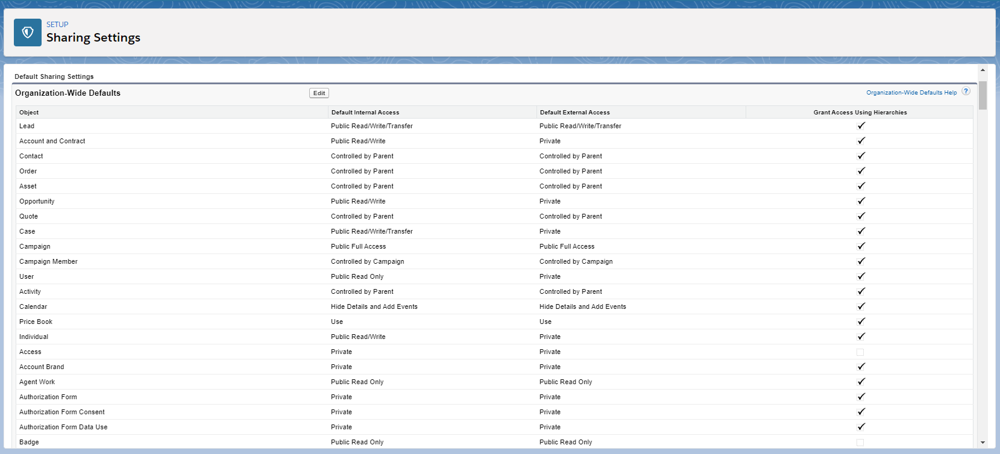 SETUP
Sharing Settings
Default Sharing Settings
Organization-Wide Defaults Edit Organization-Wide Defaults Help ?
Object Default Internal Access Default External Access Grant Access Using Hierarchies
Lead Public Read/Write/Transfer Public Read/Write/Transfer
Account and Contract Public Read/Write Private
Contact Controlled by Parent Controlled by Parent
Order Controlled by Parent Controlled by Parent
Asset Controlled by Parent Controlled by Parent
Opportunity Public Read/Write Private
Quote Controlled by Parent Controlled by Parent
Case Public Read/Write/Transfer Private
Campaign Public Full Access Public Full Access
Campaign Member Controlled by Campaign Controlled by Campaign
User Public Read Only Private
Activity Controlled by Parent Controlled by Parent
Calendar Hide Details and Add Events Hide Details and Add Events
Price Book Use Use
Individual Public Read/Write Private
Access Private Private
Account Brand Private Private
Agent Work Public Read Only Public Read Only
Authorization Form Private Private
Authorization Form Consent Private Private
Authorization Form Data Use Private Private
Badge Public Read Only Public Read Only